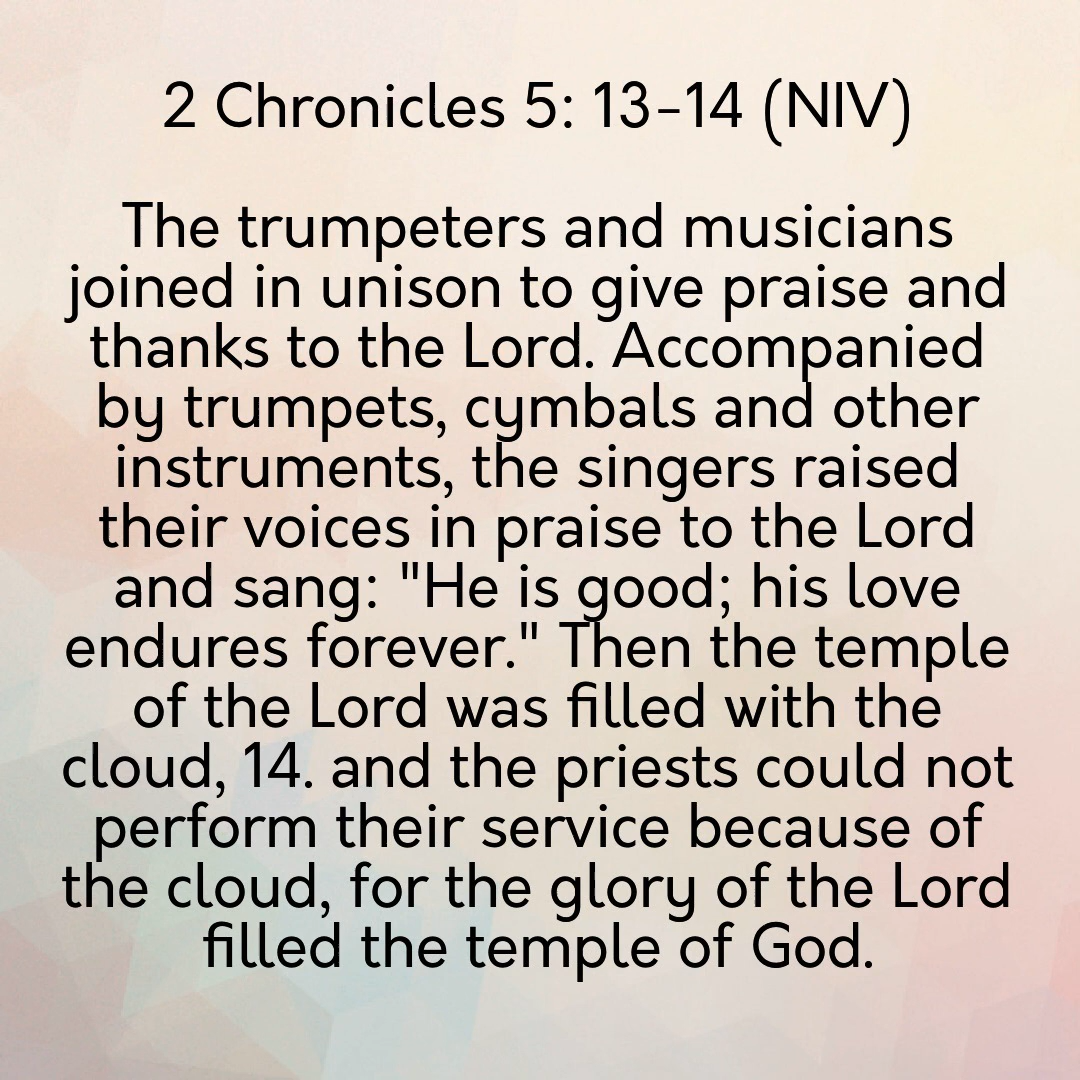 2 Chronicles 5: 13-14 (NIV)
The trumpeters and musicians
joined in unison to give praise and
thanks to the Lord. Accompanied
by trumpets, cymbals and other
instruments, the singers raised
their voices in praise to the Lord
and sang: "He is good; his love
endures forever." Then the temple
of the Lord was filled with the
cloud, 14. and the priests could not
perform their service because of
the cloud, for the glory of the Lord
filled the temple of God.